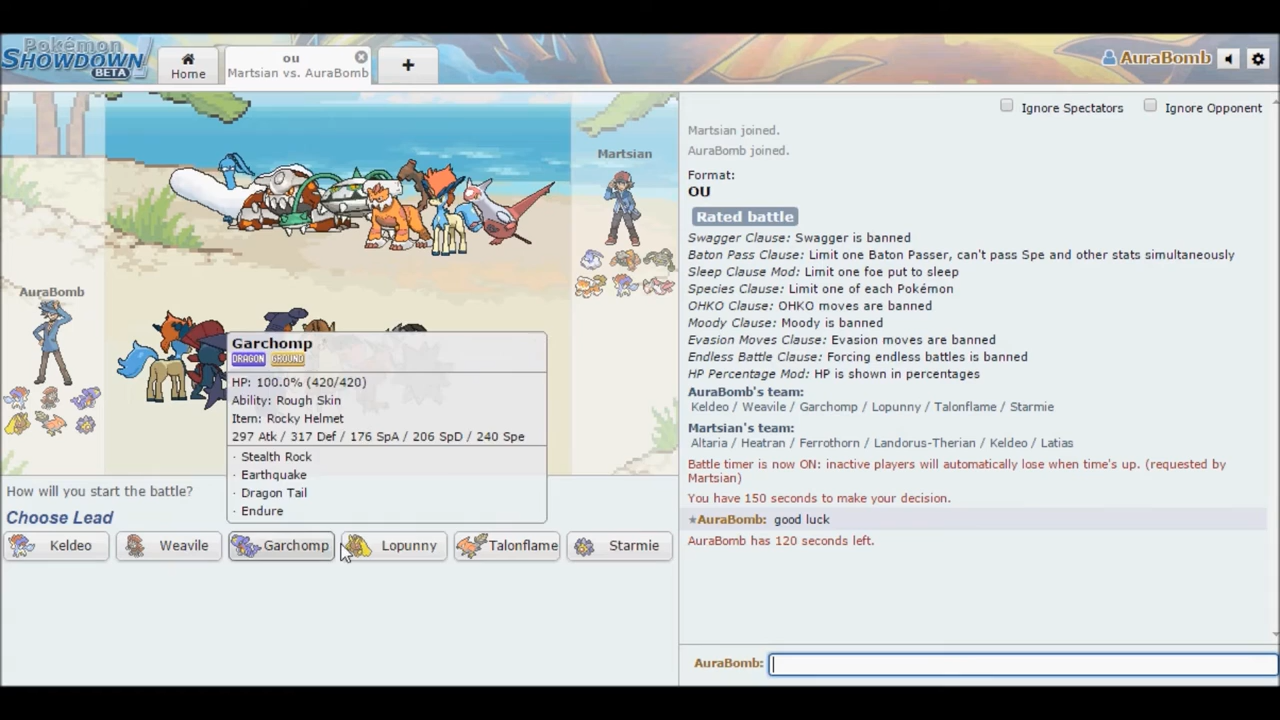 Pokémon
SHOWDOWN
BETA
Home
ou
Martsian vs. AuraBomb
+
AuraBomb
Ignore Spectators
Ignore Opponent
Martsian
AuraBomb
Martsian joined.
AuraBomb joined.
Format:
OU
Rated battle
Swagger Clause: Swagger is banned
Baton Pass Clause: Limit one Baton Passer, can't pass Spe and other stats simultaneously
Sleep Clause Mod: Limit one foe put to sleep
Species Clause: Limit one of each Pokémon
OHKO Clause: OHKO moves are banned
Moody Clause: Moody is banned
Evasion Moves Clause: Evasion moves are banned
Endless Battle Clause: Forcing endless battles is banned
HP Percentage Mod: HP is shown in percentages
AuraBomb's team:
Keldeo / Weavile / Garchomp / Lopunny / Talonflame / Starmie
Martsian's team:
Altaria / Heatran / Ferrothorn / Landorus-Therian / Keldeo / Latias
Battle timer is now ON: inactive players will automatically lose when time's up. (requested by
Martsian)
You have 150 seconds to make your decision.
☆AuraBomb: good luck
AuraBomb has 120 seconds left.
AuraBomb:
Garchomp
DRAGON GROUND
HP: 100.0% (420/420)
Ability: Rough Skin
Item: Rocky Helmet
297 Atk / 317 Def / 176 SpA / 206 SpD / 240 Spe
· Stealth Rock
· Earthquake
· Dragon Tail
· Endure
How will you start the battle?
Choose Lead
Keldeo
Weavile
Garchomp
Lopunny
Talonflame
Starmie